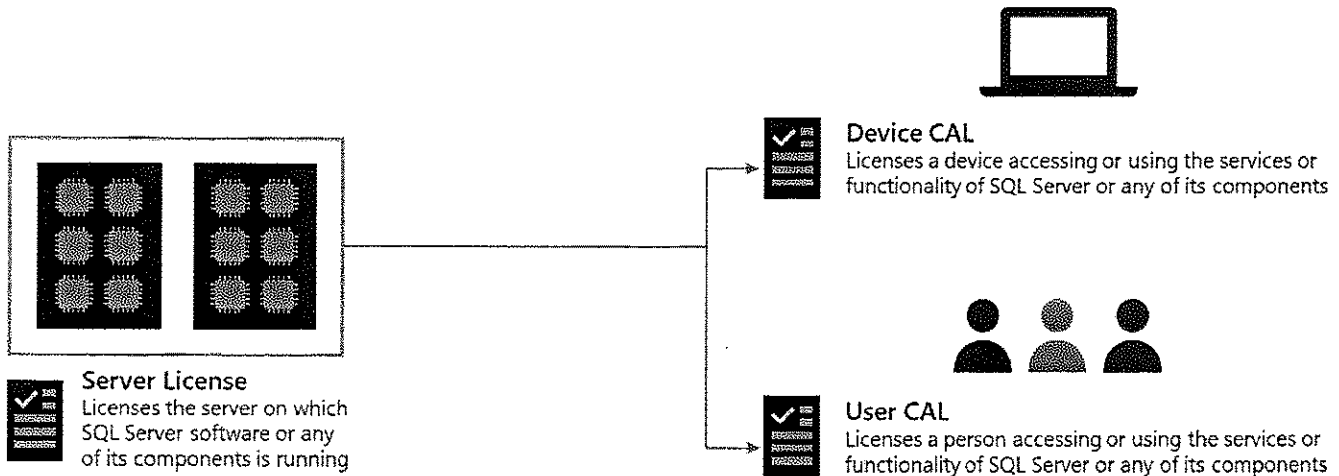 Device CAL
Licenses a device accessing or using the services or
functionality of SQL Server or any of its components
Server License
Licenses the server on which
SQL Server software or any
of its components is running
User CAL
Licenses a person accessing or using the services or
functionality of SQL Server or any of its components